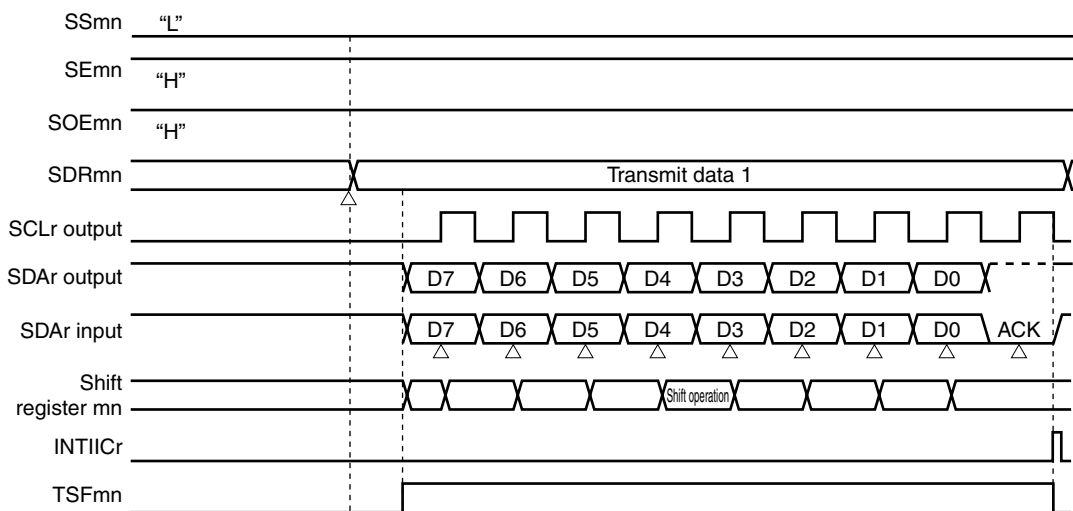 SSmn “L”
SEmn “H”
SOEmn “H”
SDRmn Transmit data 1
SCLr output
SDAr output D7 D6 D5 D4 D3 D2 D1 D0
SDAr input D7 D6 D5 D4 D3 D2 D1 D0 ACK
Shift
register mn Shift operation
INTIICr
TSFmn